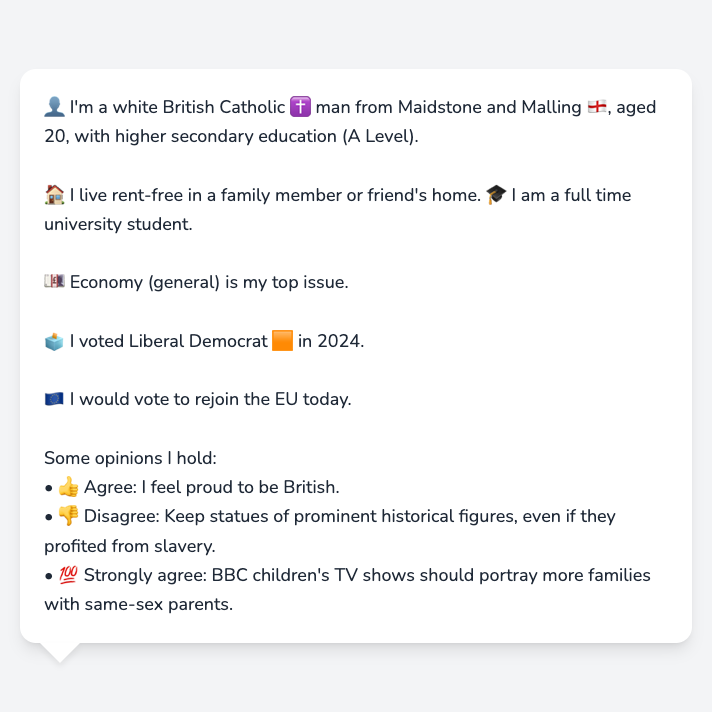 👤 I'm a white British Catholic ✝️ man from Maidstone and Malling 🏴󠁧󠁢󠁥󠁮󠁧󠁿, aged
20, with higher secondary education (A Level).
🏠 I live rent-free in a family member or friend's home. 🎓 I am a full time
university student.
💷 Economy (general) is my top issue.
🗳️ I voted Liberal Democrat 🟧 in 2024.
🇪🇺 I would vote to rejoin the EU today.
Some opinions I hold:
• 👍 Agree: I feel proud to be British.
• 👎 Disagree: Keep statues of prominent historical figures, even if they
profited from slavery.
• 💯 Strongly agree: BBC children's TV shows should portray more families
with same-sex parents.